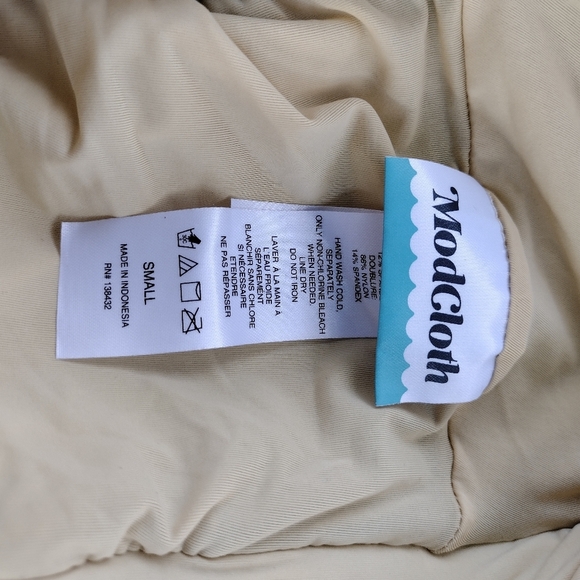 ModCloth
DOUBLURE:
86% NYLON
14% SPANDEX
HAND WASH COLD,
SEPARATELY
ONLY NON-CHLORINE BLEACH
WHEN NEEDED.
LINE DRY
DO NOT IRON
LAVER À LA MAIN À
L'EAU FROIDE
SÉPARÉMENT
BLANCHIR SANS CHLORE
SI NÉCESSAIRE
ETENDRE
NE PAS REPASSER
SMALL
MADE IN INDONESIA
RN# 138432